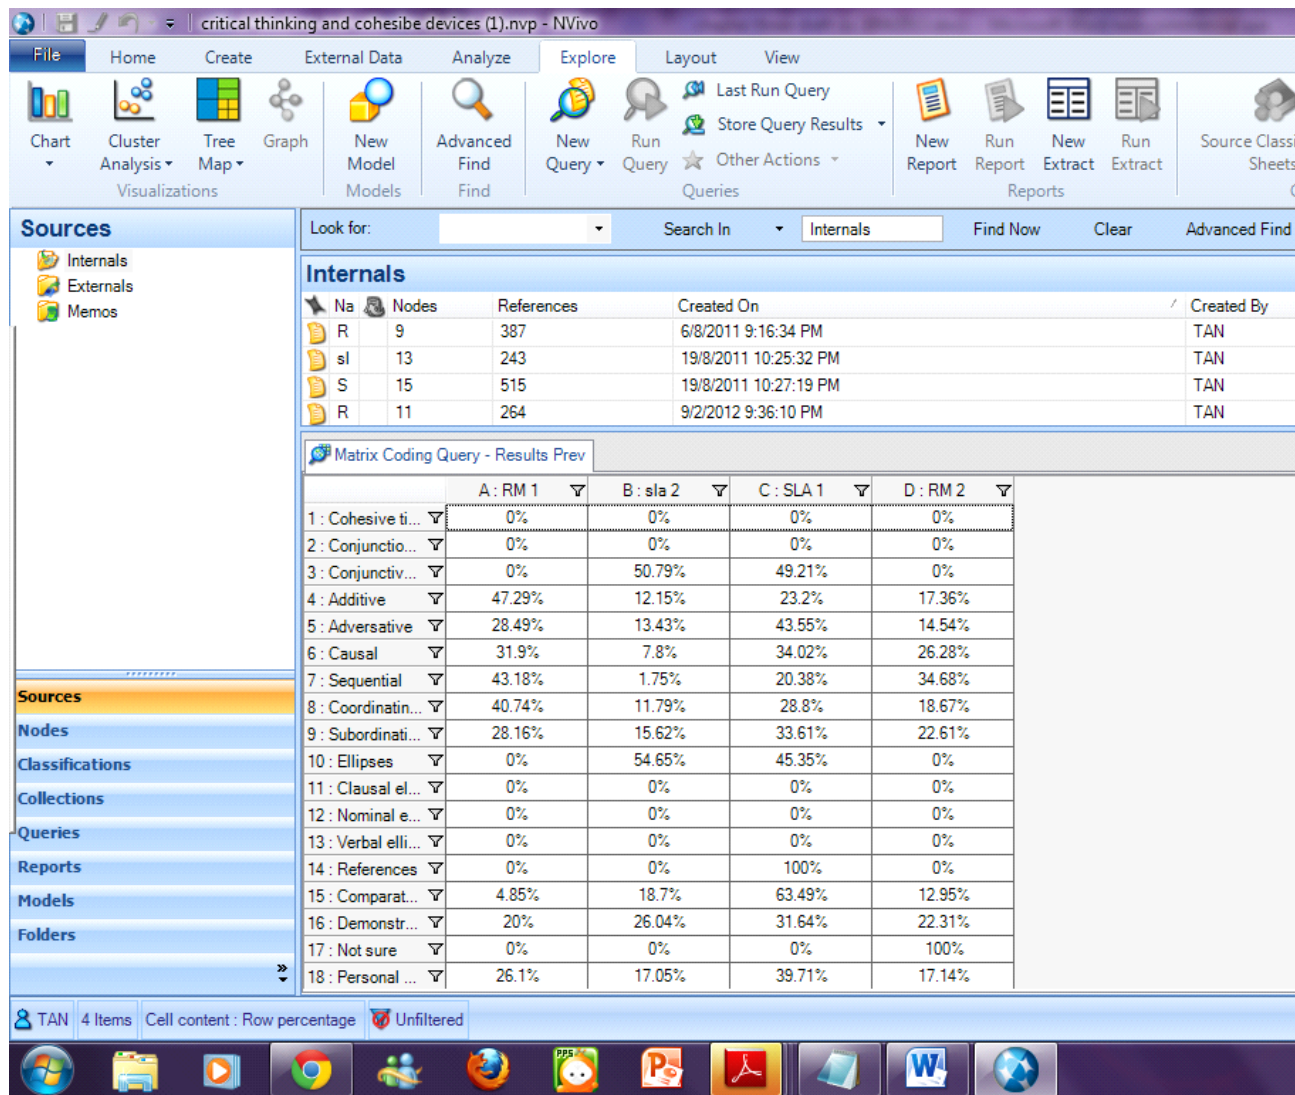 critical thinking and cohesibe devices (1).nvp - NVivo
File Home Create External Data Analyze Explore Layout View
Chart Cluster Analysis Tree Map Graph New Model Advanced Find New Query Run Query Last Run Query New Report Run Report New Extract Run Extract Source Classi Sheets
Store Query Results
Other Actions
Visualizations Models Find Queries Reports
Sources Look for: Search In Internals Find Now Clear Advanced Find
Internals
Externals
Memos
Internals
Na Nodes References Created On Created By
R 9 387 6/8/2011 9:16:34 PM TAN
sl 13 243 19/8/2011 10:25:32 PM TAN
S 15 515 19/8/2011 10:27:19 PM TAN
R 11 264 9/2/2012 9:36:10 PM TAN
Matrix Coding Query - Results Prev
A : RM 1 B : sla 2 C : SLA 1 D : RM 2
1 : Cohesive ti... 0% 0% 0% 0%
2 : Conjunctio... 0% 0% 0% 0%
3 : Conjunctiv... 0% 50.79% 49.21% 0%
4 : Additive 47.29% 12.15% 23.2% 17.36%
5 : Adversative 28.49% 13.43% 43.55% 14.54%
6 : Causal 31.9% 7.8% 34.02% 26.28%
7 : Sequential 43.18% 1.75% 20.38% 34.68%
8 : Coordinatin... 40.74% 11.79% 28.8% 18.67%
9 : Subordinati... 28.16% 15.62% 33.61% 22.61%
10 : Ellipses 0% 54.65% 45.35% 0%
11 : Clausal el... 0% 0% 0% 0%
12 : Nominal e... 0% 0% 0% 0%
13 : Verbal elli... 0% 0% 0% 0%
14 : References 0% 0% 100% 0%
15 : Comparat... 4.85% 18.7% 63.49% 12.95%
16 : Demonstr... 20% 26.04% 31.64% 22.31%
17 : Not sure 0% 0% 0% 100%
18 : Personal ... 26.1% 17.05% 39.71% 17.14%
Sources
Nodes
Classifications
Collections
Queries
Reports
Models
Folders
TAN 4 Items Cell content : Row percentage Unfiltered
PPS